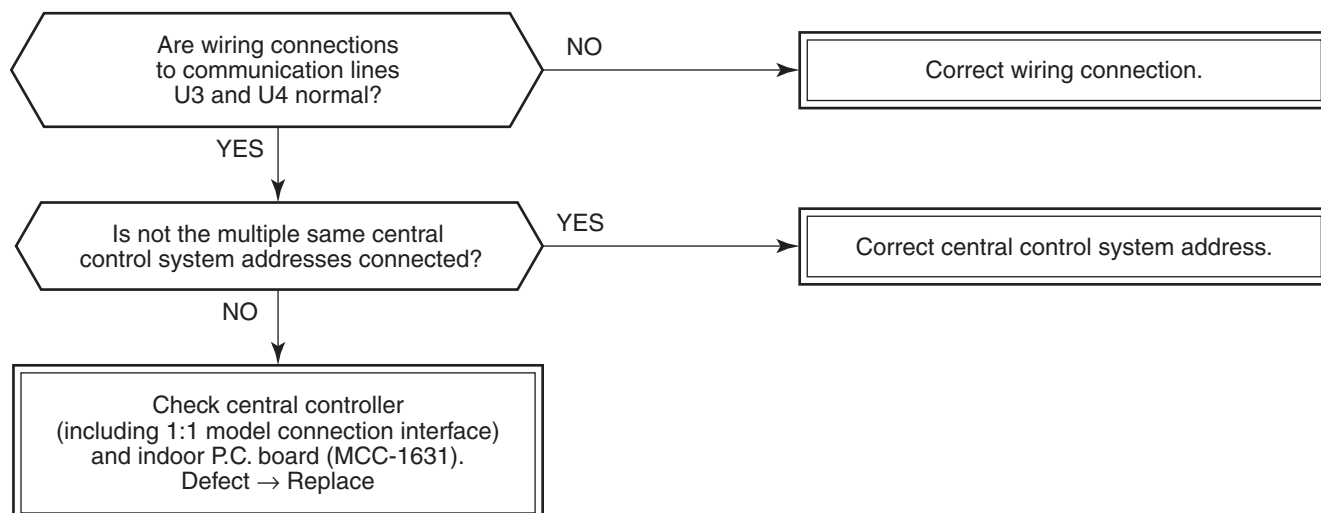 Are wiring connections
to communication lines
U3 and U4 normal?
NO
Correct wiring connection.
YES
Is not the multiple same central
control system addresses connected?
YES
Correct central control system address.
NO
Check central controller
(including 1:1 model connection interface)
and indoor P.C. board (MCC-1631).
Defect → Replace